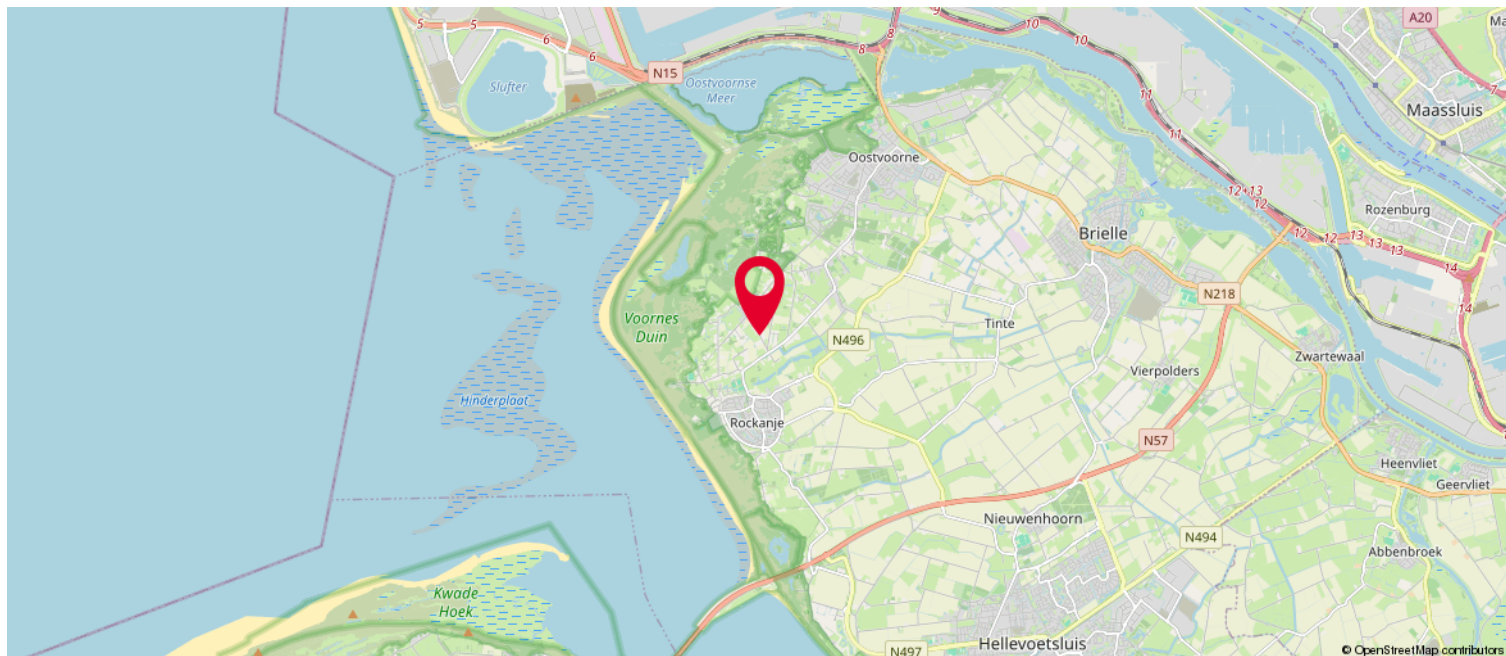 5
5
6
6
8
8
9
10
10
A20
Ma
7
N15
Slufter
Oostvoornse
Meer
11
11
Maassluis
Oostvoorne
12+13
12
Rozenburg
Brielle
12
12
13
13
13
14
14
N218
Voornes
Duin
N496
Tinte
Zwartewaal
Vierpolders
Hinderplaat
Rockanje
N57
Heenvliet
Geervliet
Nieuwenhoorn
N494
Abbenbroek
Kwade
Hoek
Hellevoetsluis
N497
© OpenStreetMap contributors